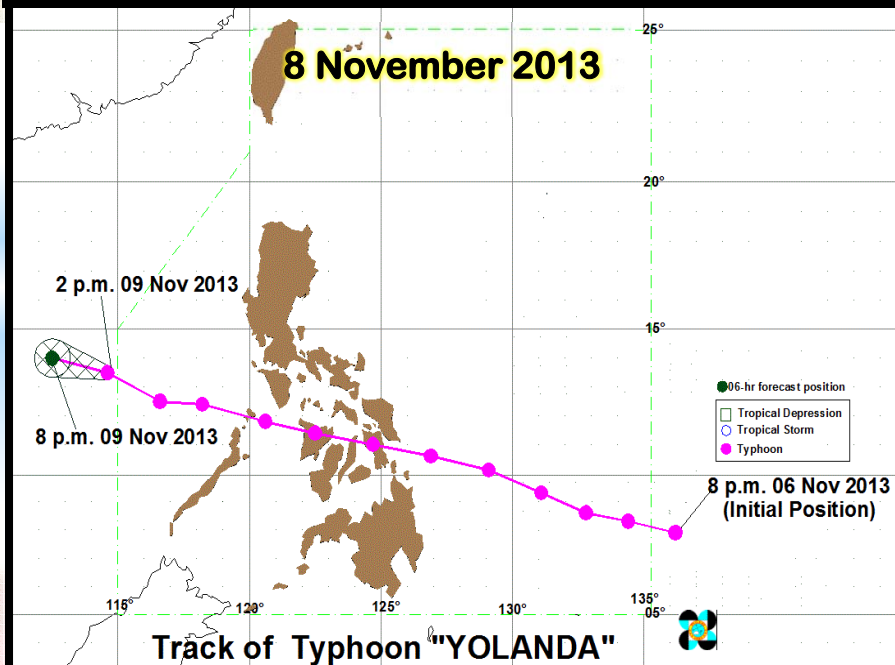 8 November 2013
25°
20°
2 p.m. 09 Nov 2013
15°
06-hr forecast position
Tropical Depression
Tropical Storm
Typhoon
8 p.m. 09 Nov 2013
8 p.m. 06 Nov 2013
(Initial Position)
115° 120° 125° 130° 135°
05°
Track of Typhoon "YOLANDA"